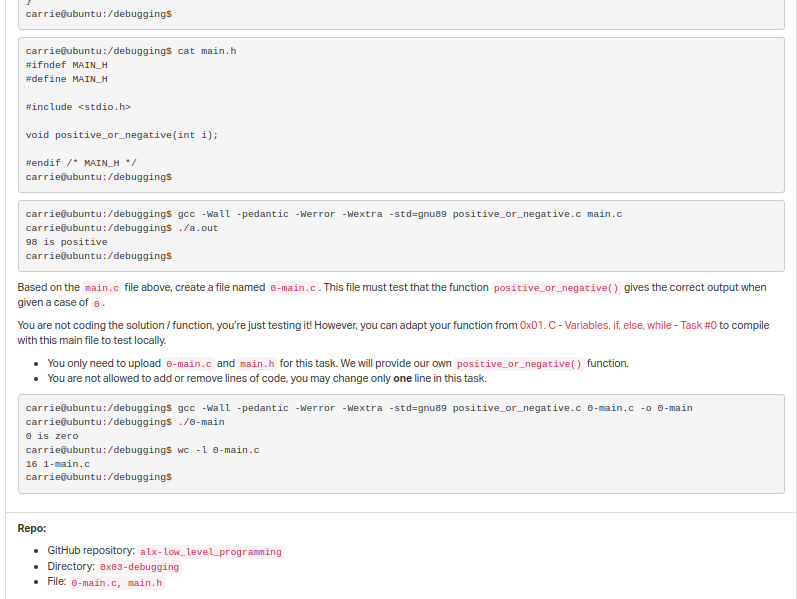 }
carrie@ubuntu:/debugging$
carrie@ubuntu:/debugging$ cat main.h
#ifndef MAIN_H
#define MAIN_H
#include <stdio.h>
void positive_or_negative(int i);
#endif /* MAIN_H */
carrie@ubuntu:/debugging$
carrie@ubuntu:/debugging$ gcc -Wall -pedantic -Werror -Wextra -std=gnu89 positive_or_negative.c main.c
carrie@ubuntu:/debugging$ ./a.out
98 is positive
carrie@ubuntu:/debugging$
Based on the main.c file above, create a file named 0-main.c. This file must test that the function positive_or_negative() gives the correct output when
given a case of 0.
You are not coding the solution / function, you're just testing it! However, you can adapt your function from 0x01. C - Variables, if, else, while - Task #0 to compile
with this main file to test locally.
• You only need to upload 0-main.c and main.h for this task. We will provide our own positive_or_negative() function.
• You are not allowed to add or remove lines of code, you may change only one line in this task.
carrie@ubuntu:/debugging$ gcc -Wall -pedantic -Werror -Wextra -std=gnu89 positive_or_negative.c 0-main.c -o 0-main
carrie@ubuntu:/debugging$ ./0-main
0 is zero
carrie@ubuntu:/debugging$ wc -l 0-main.c
16 1-main.c
carrie@ubuntu:/debugging$
Repo:
• GitHub repository: alx-low_level_programming
• Directory: 0x03-debugging
• File: 0-main.c, main.h